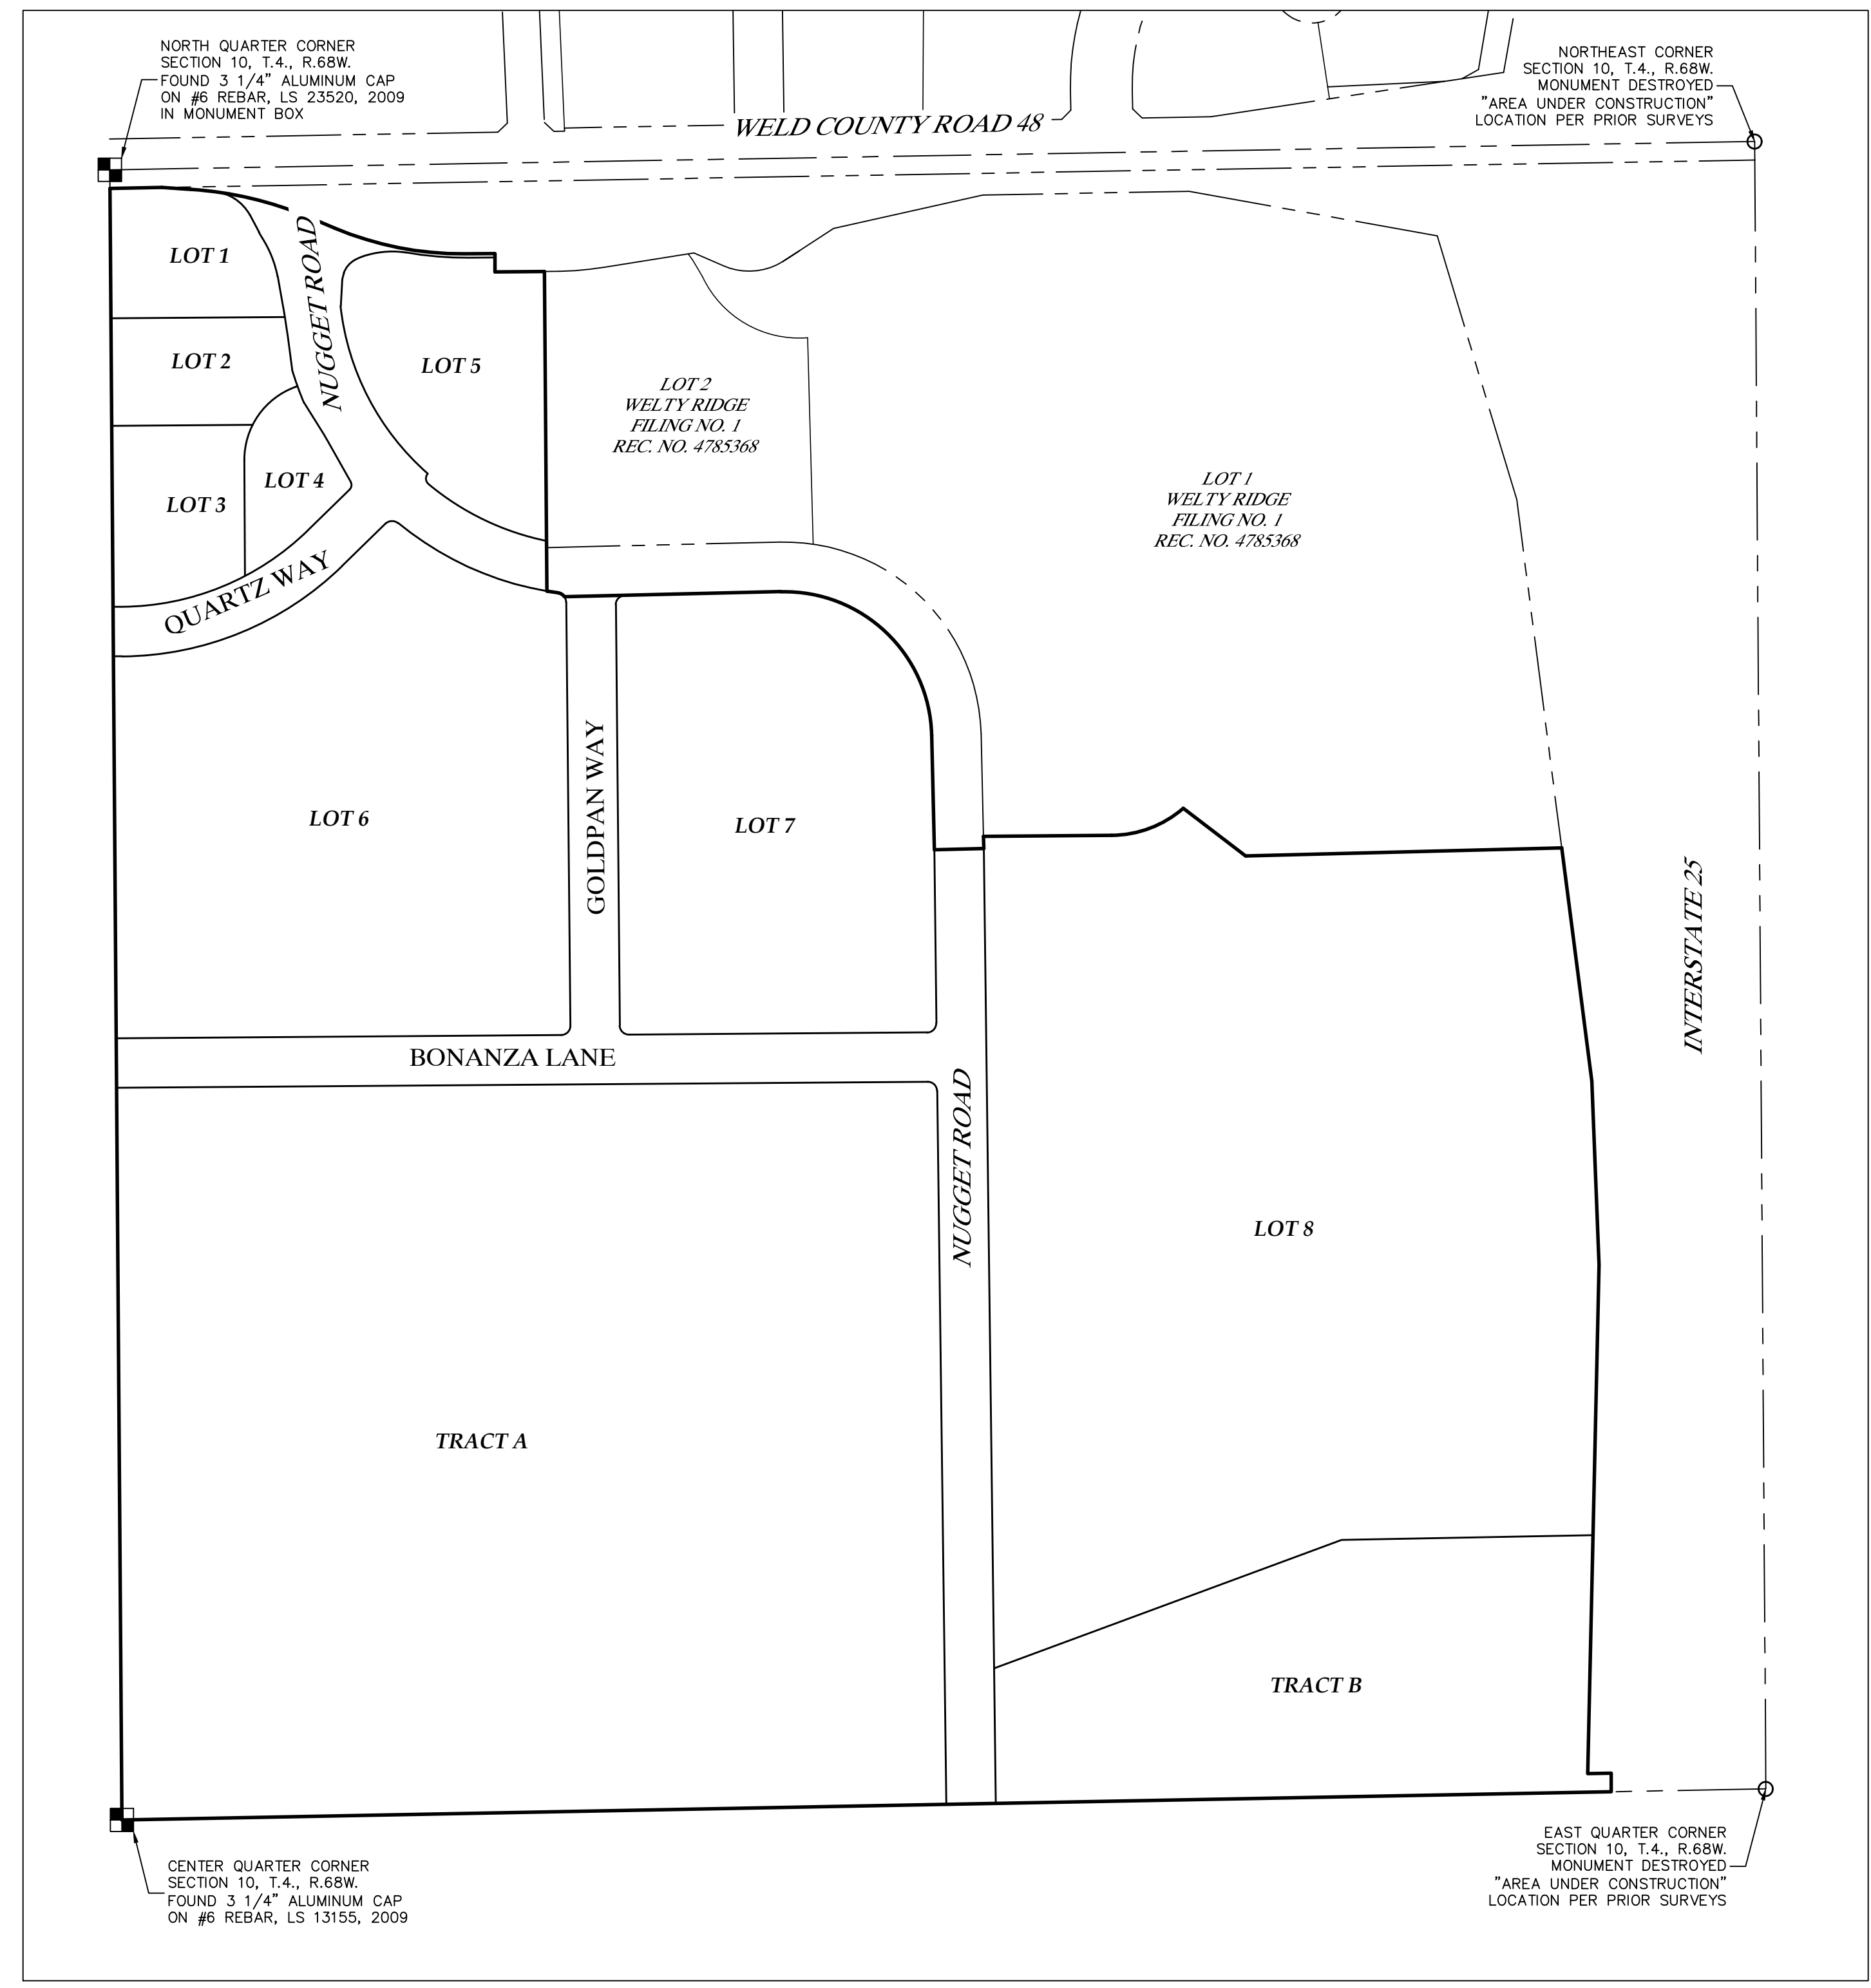 NORTH QUARTER CORNER
SECTION 10, T.4., R.68W.
FOUND 3 1/4" ALUMINUM CAP
ON #6 REBAR, LS 23520, 2009
IN MONUMENT BOX
NORTHEAST CORNER
SECTION 10, T.4., R.68W.
MONUMENT DESTROYED
"AREA UNDER CONSTRUCTION"
LOCATION PER PRIOR SURVEYS
WELD COUNTY ROAD 48
LOT 1
NUGGET ROAD
LOT 2
LOT 5
LOT 3
LOT 4
LOT 2
WELTY RIDGE
FILING NO. 1
REC. NO. 4785368
LOT 1
WELTY RIDGE
FILING NO. 1
REC. NO. 4785368
QUARTZ WAY
LOT 6
GOLDPAN WAY
LOT 7
INTERSTATE 25
BONANZA LANE
NUGGET ROAD
LOT 8
TRACT A
TRACT B
CENTER QUARTER CORNER
SECTION 10, T.4., R.68W.
FOUND 3 1/4" ALUMINUM CAP
ON #6 REBAR, LS 13155, 2009
EAST QUARTER CORNER
SECTION 10, T.4., R.68W.
MONUMENT DESTROYED
"AREA UNDER CONSTRUCTION"
LOCATION PER PRIOR SURVEYS